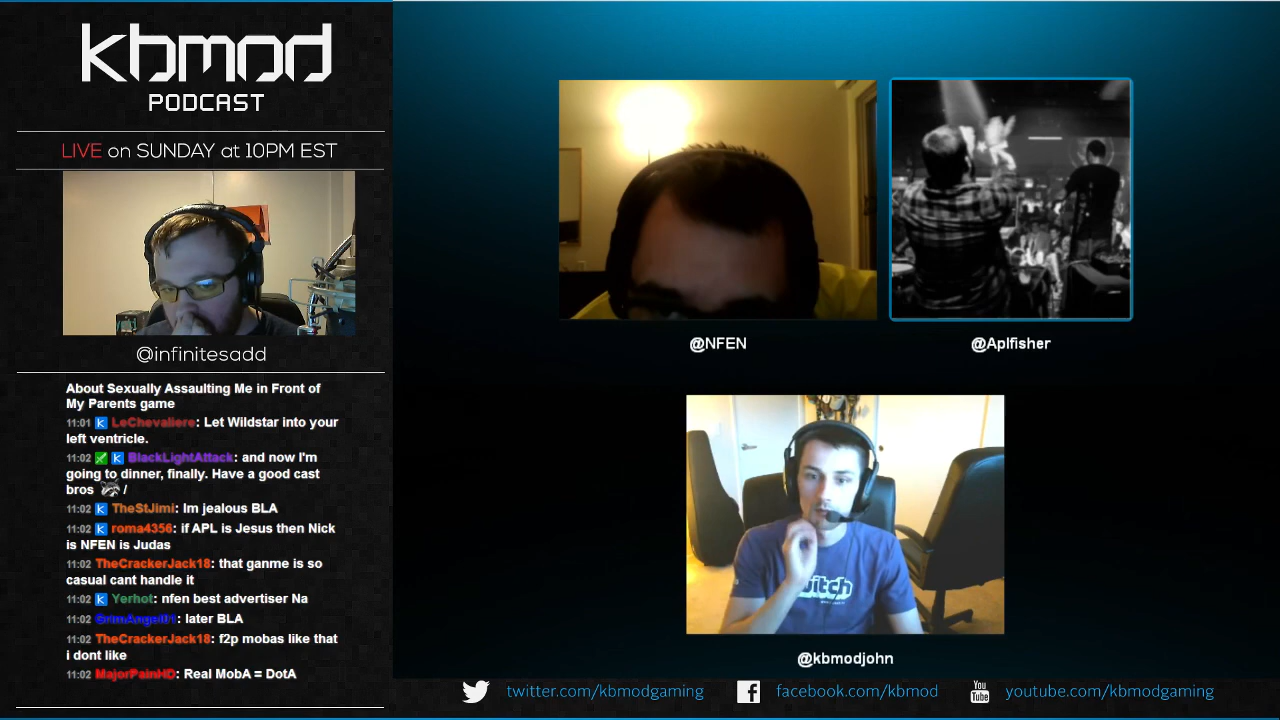 kbmod
PODCAST
LIVE on SUNDAY at 10PM EST
@infinitesadd
About Sexually Assaulting Me in Front of
My Parents game
11:01 K LeChevaliere: Let Wildstar into your
left ventricle.
11:02 K BlackLightAttack: and now I'm
going to dinner, finally. Have a good cast
bros /
11:02 K TheStJimi: Im jealous BLA
11:02 K roma4356: if APL is Jesus then Nick
is NFEN is Judas
11:02 TheCrackerJack18: that ganme is so
casual cant handle it
11:02 K Yerhot: nfen best advertiser Na
11:02 GrimAngel01: later BLA
11:02 TheCrackerJack18: f2p mobas like that
i dont like
11:02 MajorPainHD: Real MobA = DotA
@NFEN
@Aplfisher
witch
@kbmodjohn
twitter.com/kbmodgaming
facebook.com/kbmod
You
Tube
youtube.com/kbmodgaming